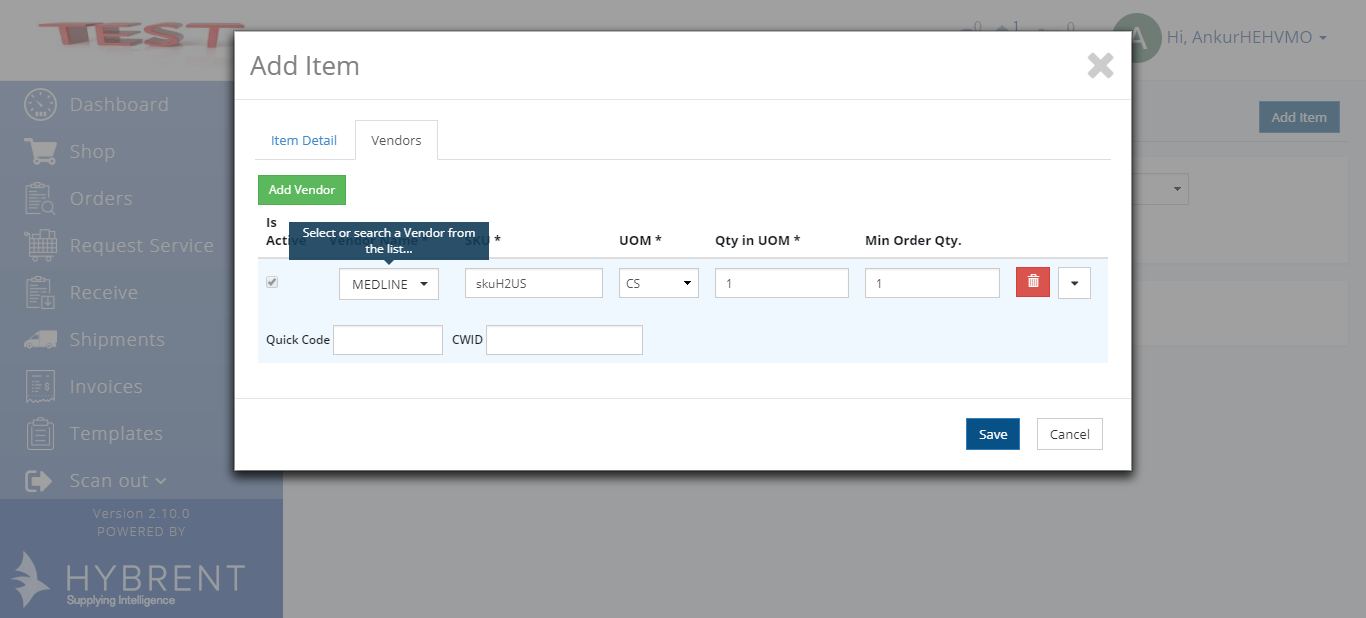 TEST
0 1 0
A Hi, AnkurHEHVMO
Add Item
Dashboard
Shop
Orders
Request Service
Receive
Shipments
Invoices
Templates
Scan out
Version 2.10.0
POWERED BY
HYBRENT
Supplying Intelligence
Add Item
Item Detail Vendors
Add Vendor
Select or search a Vendor from
the list...
Is
Active Vendor Name * SKU * UOM * Qty in UOM * Min Order Qty.
MEDLINE skuH2US CS 1 1
Quick Code CWID
Save Cancel